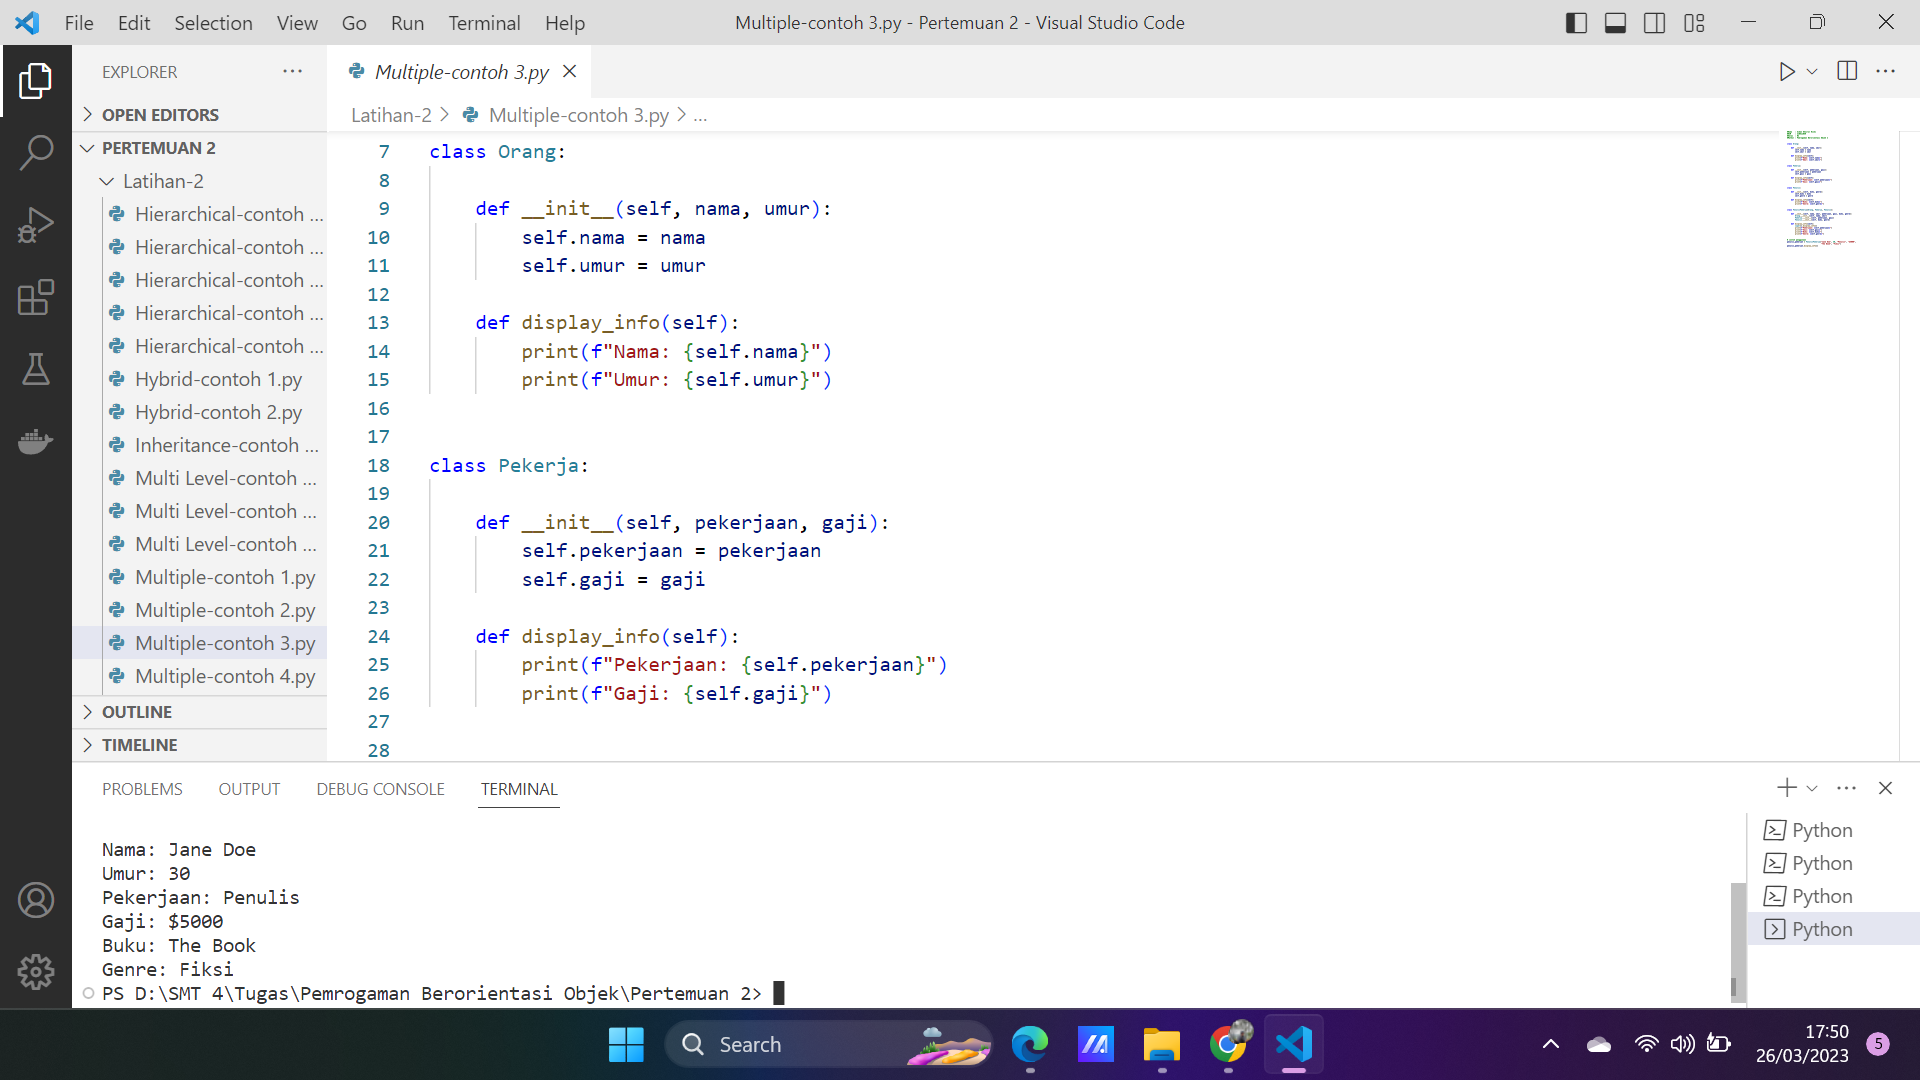 File Edit Selection View Go Run Terminal Help
Multiple-contoh 3.py - Pertemuan 2 - Visual Studio Code
EXPLORER
OPEN EDITORS
PERTEMUAN 2
Latihan-2
Hierarchical-contoh ...
Hierarchical-contoh ...
Hierarchical-contoh ...
Hierarchical-contoh ...
Hierarchical-contoh ...
Hybrid-contoh 1.py
Hybrid-contoh 2.py
Inheritance-contoh ...
Multi Level-contoh ...
Multi Level-contoh ...
Multi Level-contoh ...
Multiple-contoh 1.py
Multiple-contoh 2.py
Multiple-contoh 3.py
Multiple-contoh 4.py
OUTLINE
TIMELINE
Multiple-contoh 3.py
Latihan-2 > Multiple-contoh 3.py > ...
7 class Orang:
8
9 def __init__(self, nama, umur):
10 self.nama = nama
11 self.umur = umur
12
13 def display_info(self):
14 print(f"Nama: {self.nama}")
15 print(f"Umur: {self.umur}")
16
17
18 class Pekerja:
19
20 def __init__(self, pekerjaan, gaji):
21 self.pekerjaan = pekerjaan
22 self.gaji = gaji
23
24 def display_info(self):
25 print(f"Pekerjaan: {self.pekerjaan}")
26 print(f"Gaji: {self.gaji}")
27
28
PROBLEMS OUTPUT DEBUG CONSOLE TERMINAL
Nama: Jane Doe
Umur: 30
Pekerjaan: Penulis
Gaji: $5000
Buku: The Book
Genre: Fiksi
PS D:\SMT 4\Tugas\Pemrogaman Berorientasi Objek\Pertemuan 2>
Python
Python
Python
Python
Search
17:50
26/03/2023
5